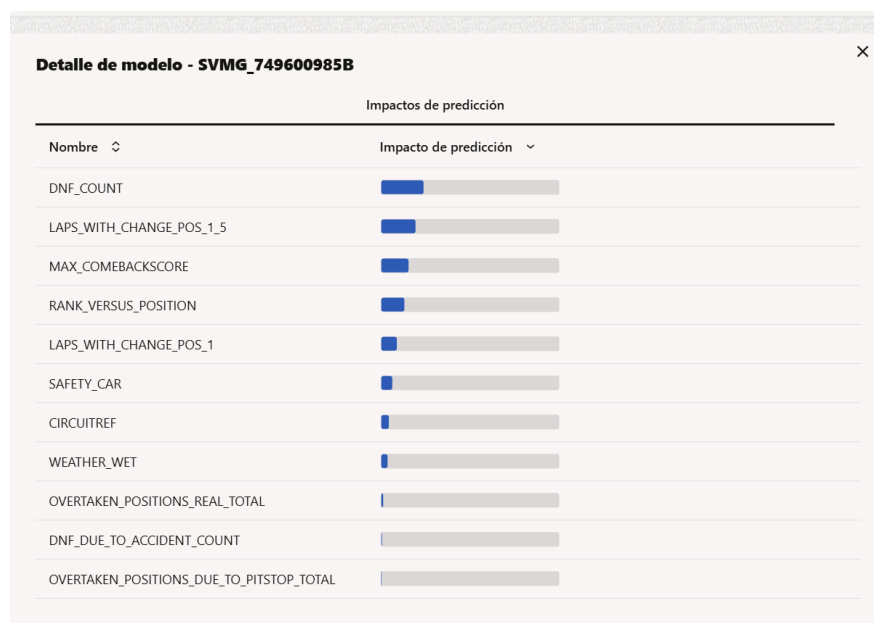 Detalle de modelo - SVMG_749600985B
Impactos de predicción
Nombre Impacto de predicción
DNF_COUNT
LAPS_WITH_CHANGE_POS_1_5
MAX_COMEBACKSCORE
RANK_VERSUS_POSITION
LAPS_WITH_CHANGE_POS_1
SAFETY_CAR
CIRCUITREF
WEATHER_WET
OVERTAKEN_POSITIONS_REAL_TOTAL
DNF_DUE_TO_ACCIDENT_COUNT
OVERTAKEN_POSITIONS_DUE_TO_PITSTOP_TOTAL